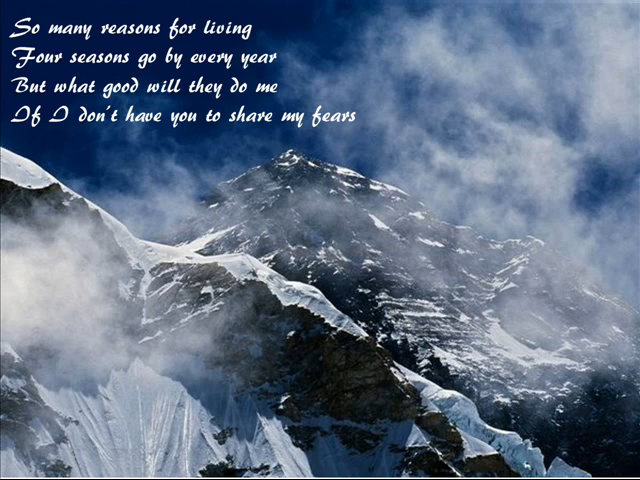 So many reasons for living
Four seasons go by every year
But what good will they do me
If I don't have you to share my fears